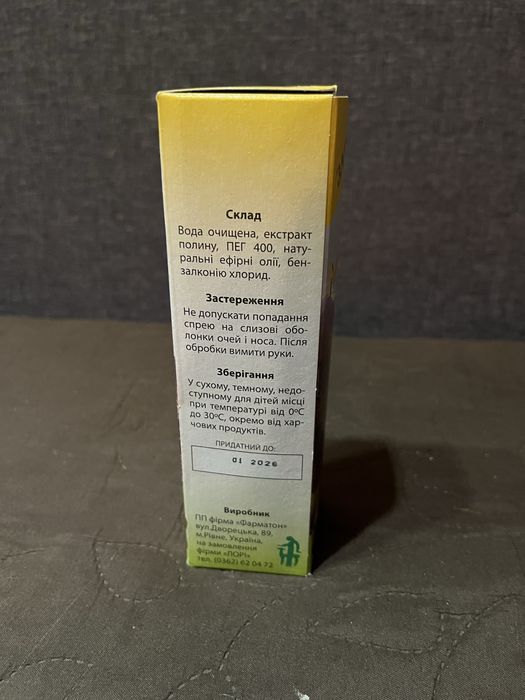 Склад
Вода очищена, екстракт
полину, ПЕГ 400, нату-
ральні ефірні олії, бен-
залконію хлорид.
Застереження
Не допускати попадання
спрею на слизові обо-
лонки очей і носа. Після
обробки вимити руки.
Зберігання
У сухому, темному, недо-
ступному для дітей місці
при температурі від 0ºС
до 30ºС, окремо від хар-
чових продуктів.
ПРИДАТНИЙ ДО:
01 2026
Виробник
ПП фірма «Фарматон»
вул.Дворецька, 89,
м.Рівне, Україна,
на замовлення
фірми «ЛОРІ»
тел. (0362) 62 04 72